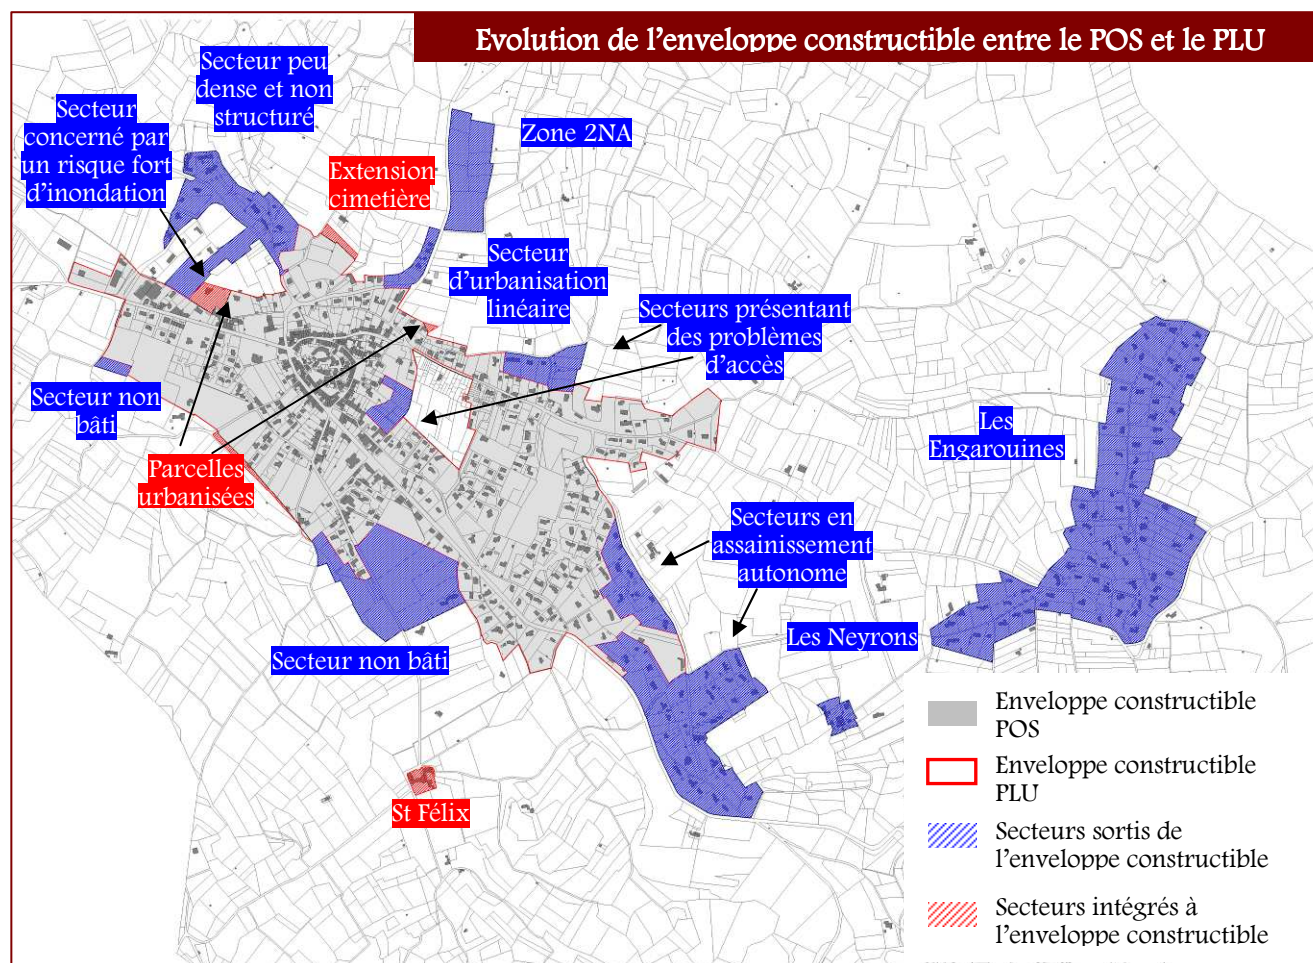 Evolution de l'enveloppe constructible entre le POS et le PLU
Secteur peu
dense et non
structuré
Secteur
concerné par
un risque fort
d'inondation
Zone 2NA
Extension
cimetière
Secteur
d'urbanisation
linéaire
Secteurs présentant
des problèmes
d'accès
Secteur non
bâti
Parcelles
urbanisées
Les
Engarouines
Secteurs en
assainissement
autonome
Les Neyrons
Secteur non bâti
St Félix
Enveloppe constructible
POS
Enveloppe constructible
PLU
Secteurs sortis de
l'enveloppe constructible
Secteurs intégrés à
l'enveloppe constructible